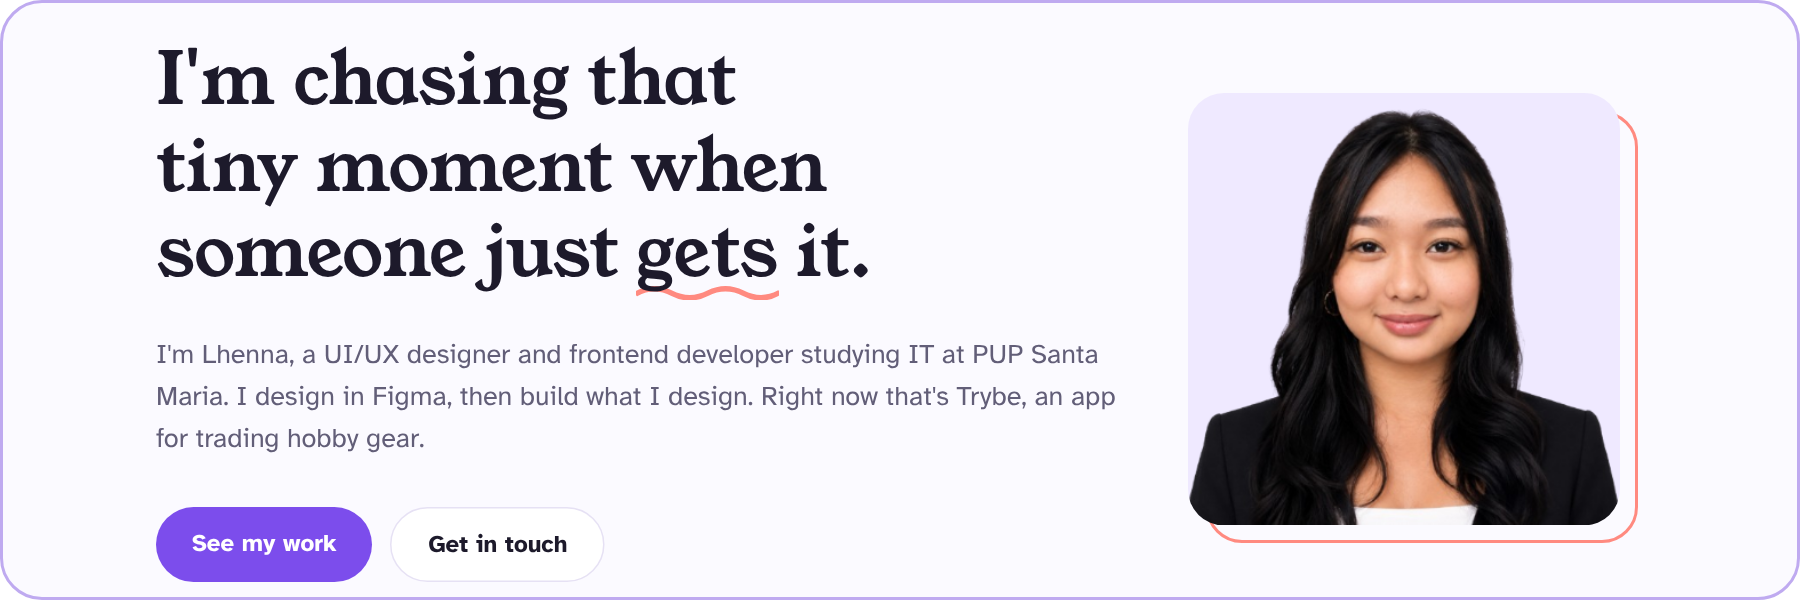 I'm chasing that
tiny moment when
someone just gets it.
I'm Lhenna, a UI/UX designer and frontend developer studying IT at PUP Santa
Maria. I design in Figma, then build what I design. Right now that's Trybe, an app
for trading hobby gear.
See my work
Get in touch